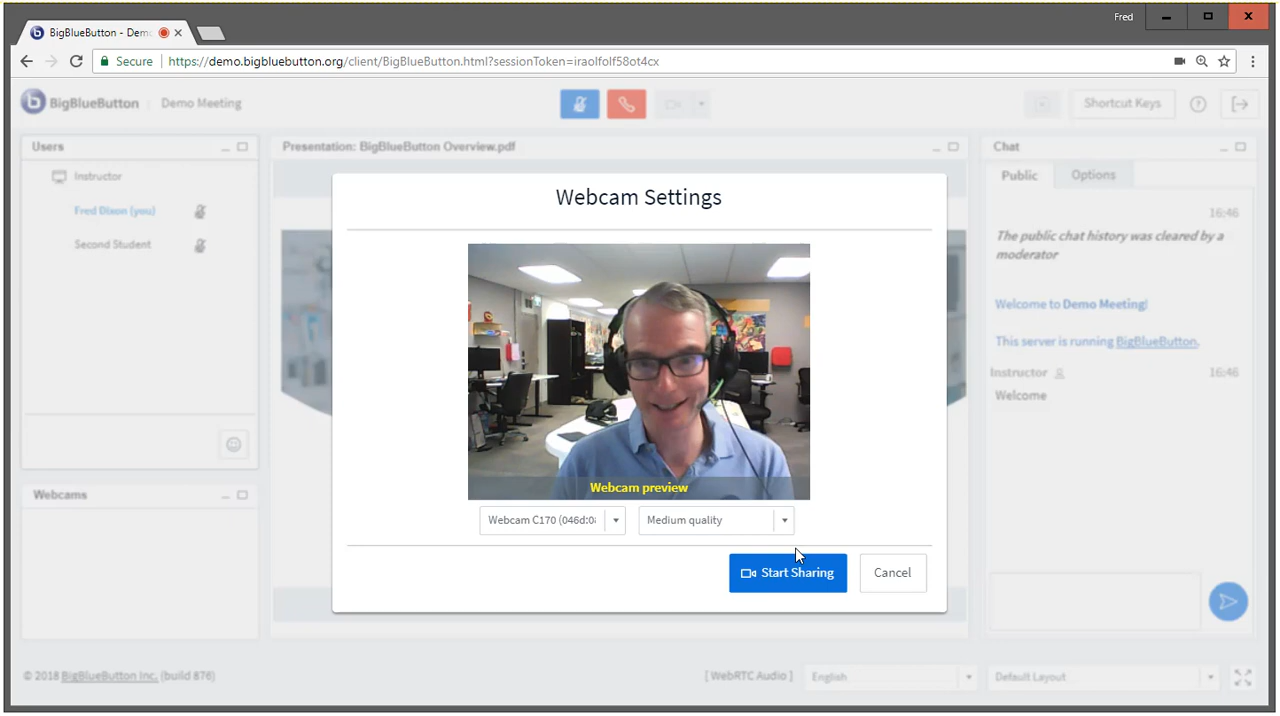 Fred
BigBlueButton - Demo
Secure
https://demo.bigbluebutton.org/client/BigBlueButton.html?sessionToken=iraolfolf58ot4cx
BigBlueButton
Demo Meeting
Shortcut Keys
Users
Instructor
Fred Dixon (you)
Second Student
Webcams
Presentation: BigBlueButton Overview.pdf
Webcam Settings
Webcam preview
Webcam C170 (046d:08
Medium quality
Start Sharing
Cancel
Chat
Public
Options
16:46
The public chat history was cleared by a
moderator
Welcome to Demo Meeting!
This server is running BigBlueButton.
Instructor
16:46
Welcome
© 2018 BigBlueButton Inc. (build 876)
[ WebRTC Audio ]
English
Default Layout